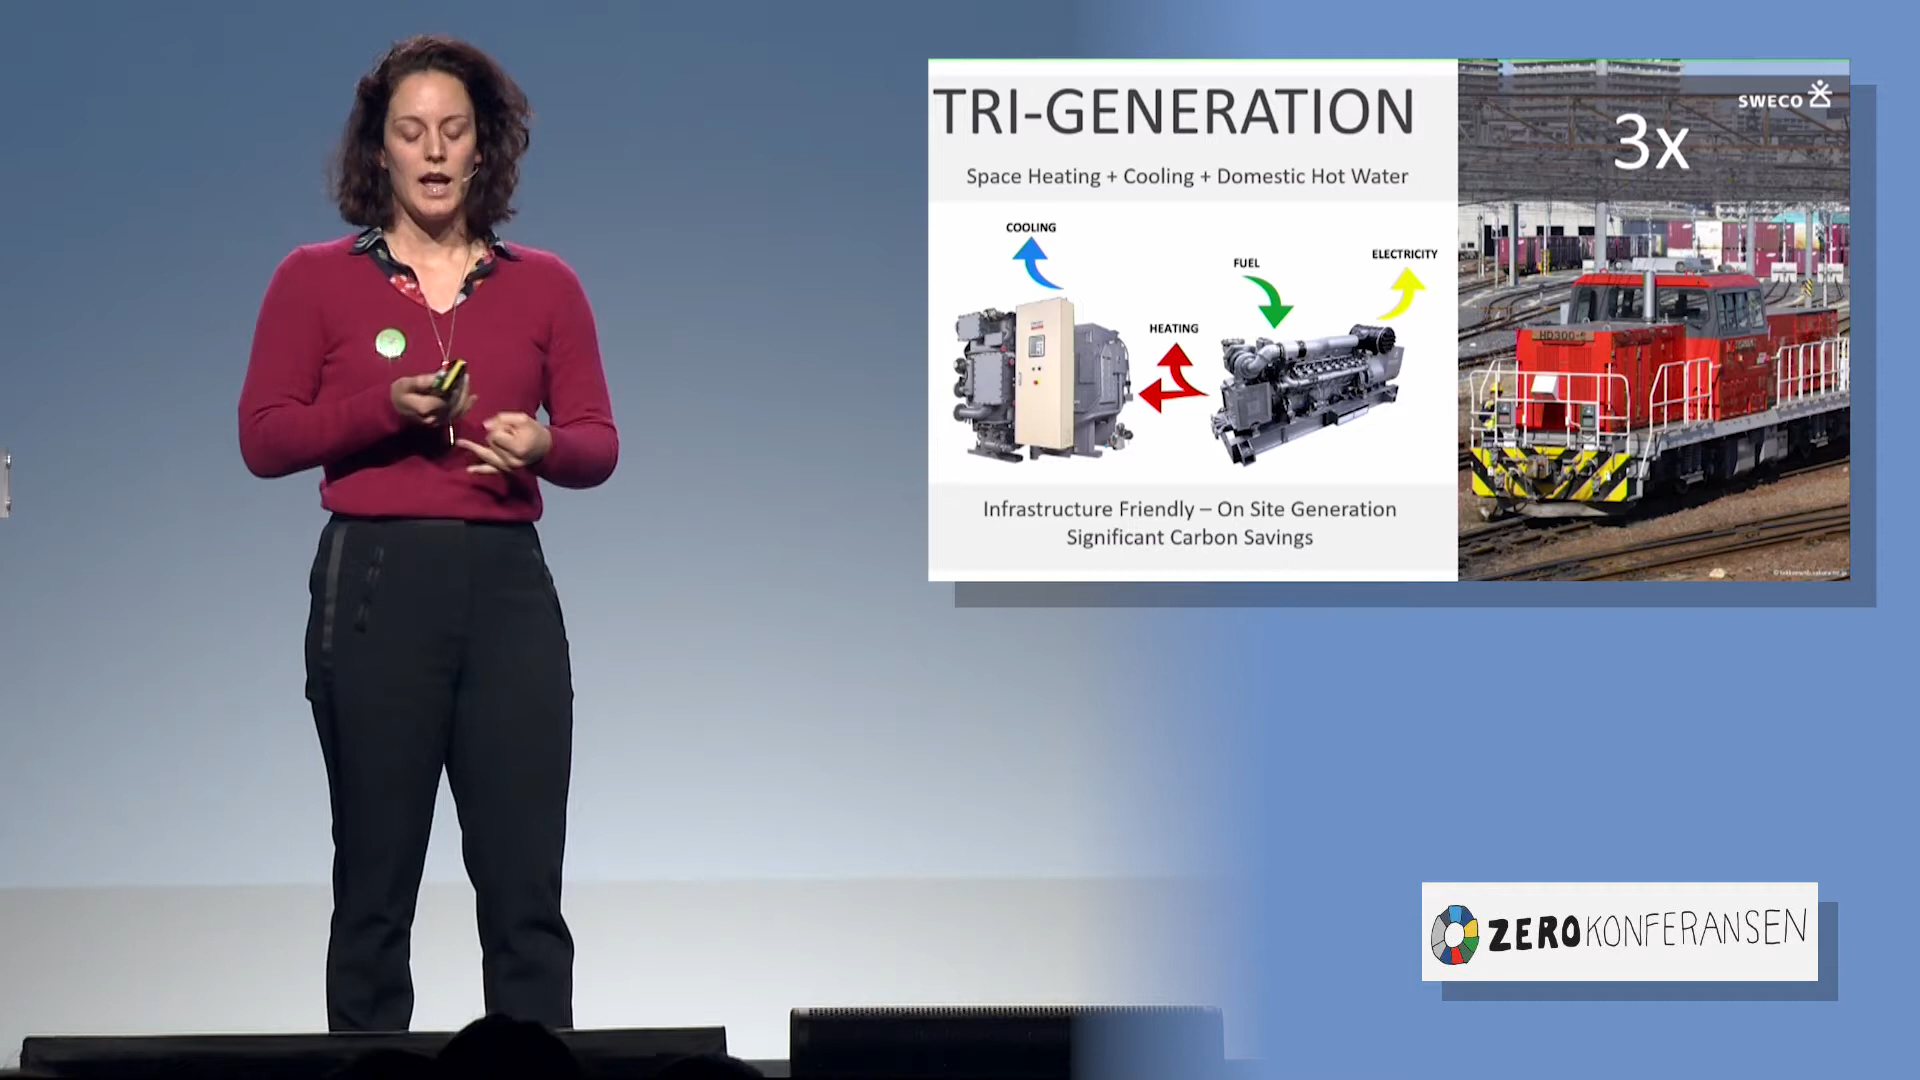 TRI-GENERATION
Space Heating + Cooling + Domestic Hot Water
COOLING
FUEL
ELECTRICITY
HEATING
Infrastructure Friendly – On Site Generation
Significant Carbon Savings
SWECO
3x
HD300-
ZEROKONFERANSEN